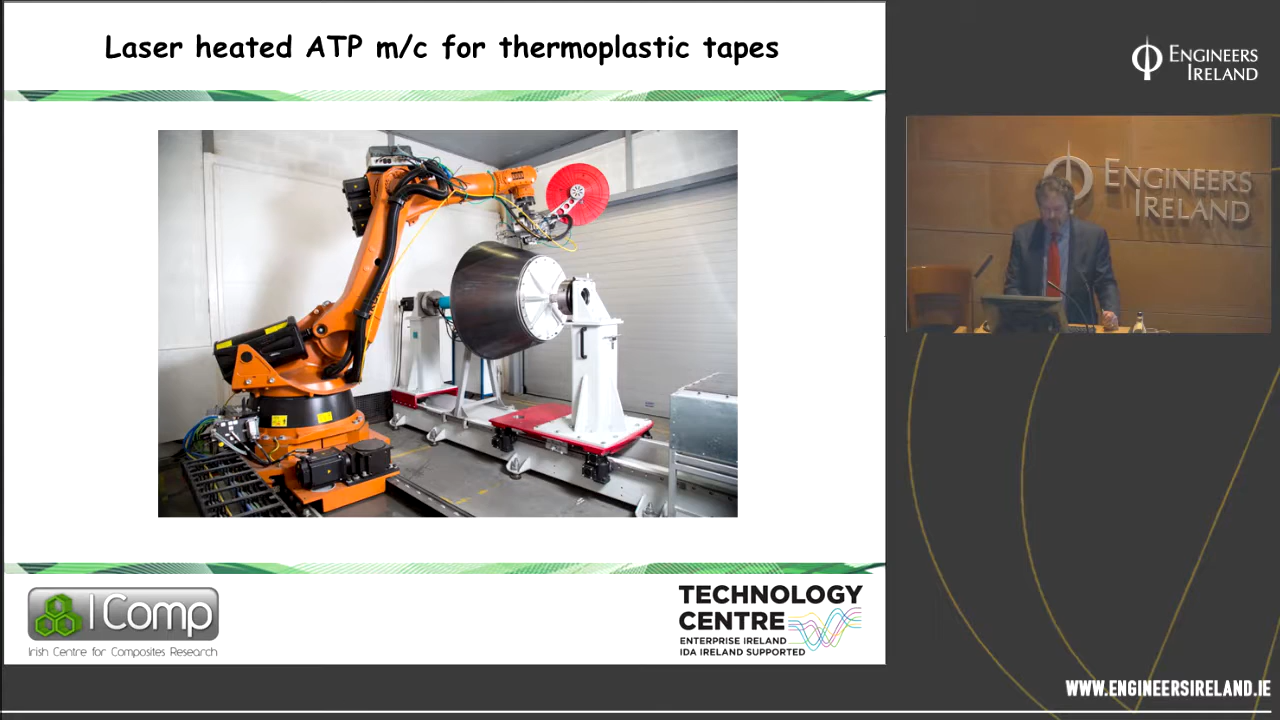 Laser heated ATP m/c for thermoplastic tapes
I Comp
Irish Centre for Composites Research
TECHNOLOGY
CENTRE
ENTERPRISE IRELAND
IDA IRELAND SUPPORTED
ENGINEERS
IRELAND
ENGINEERS
IRELAND
WWW.ENGINEERSIRELAND.IE